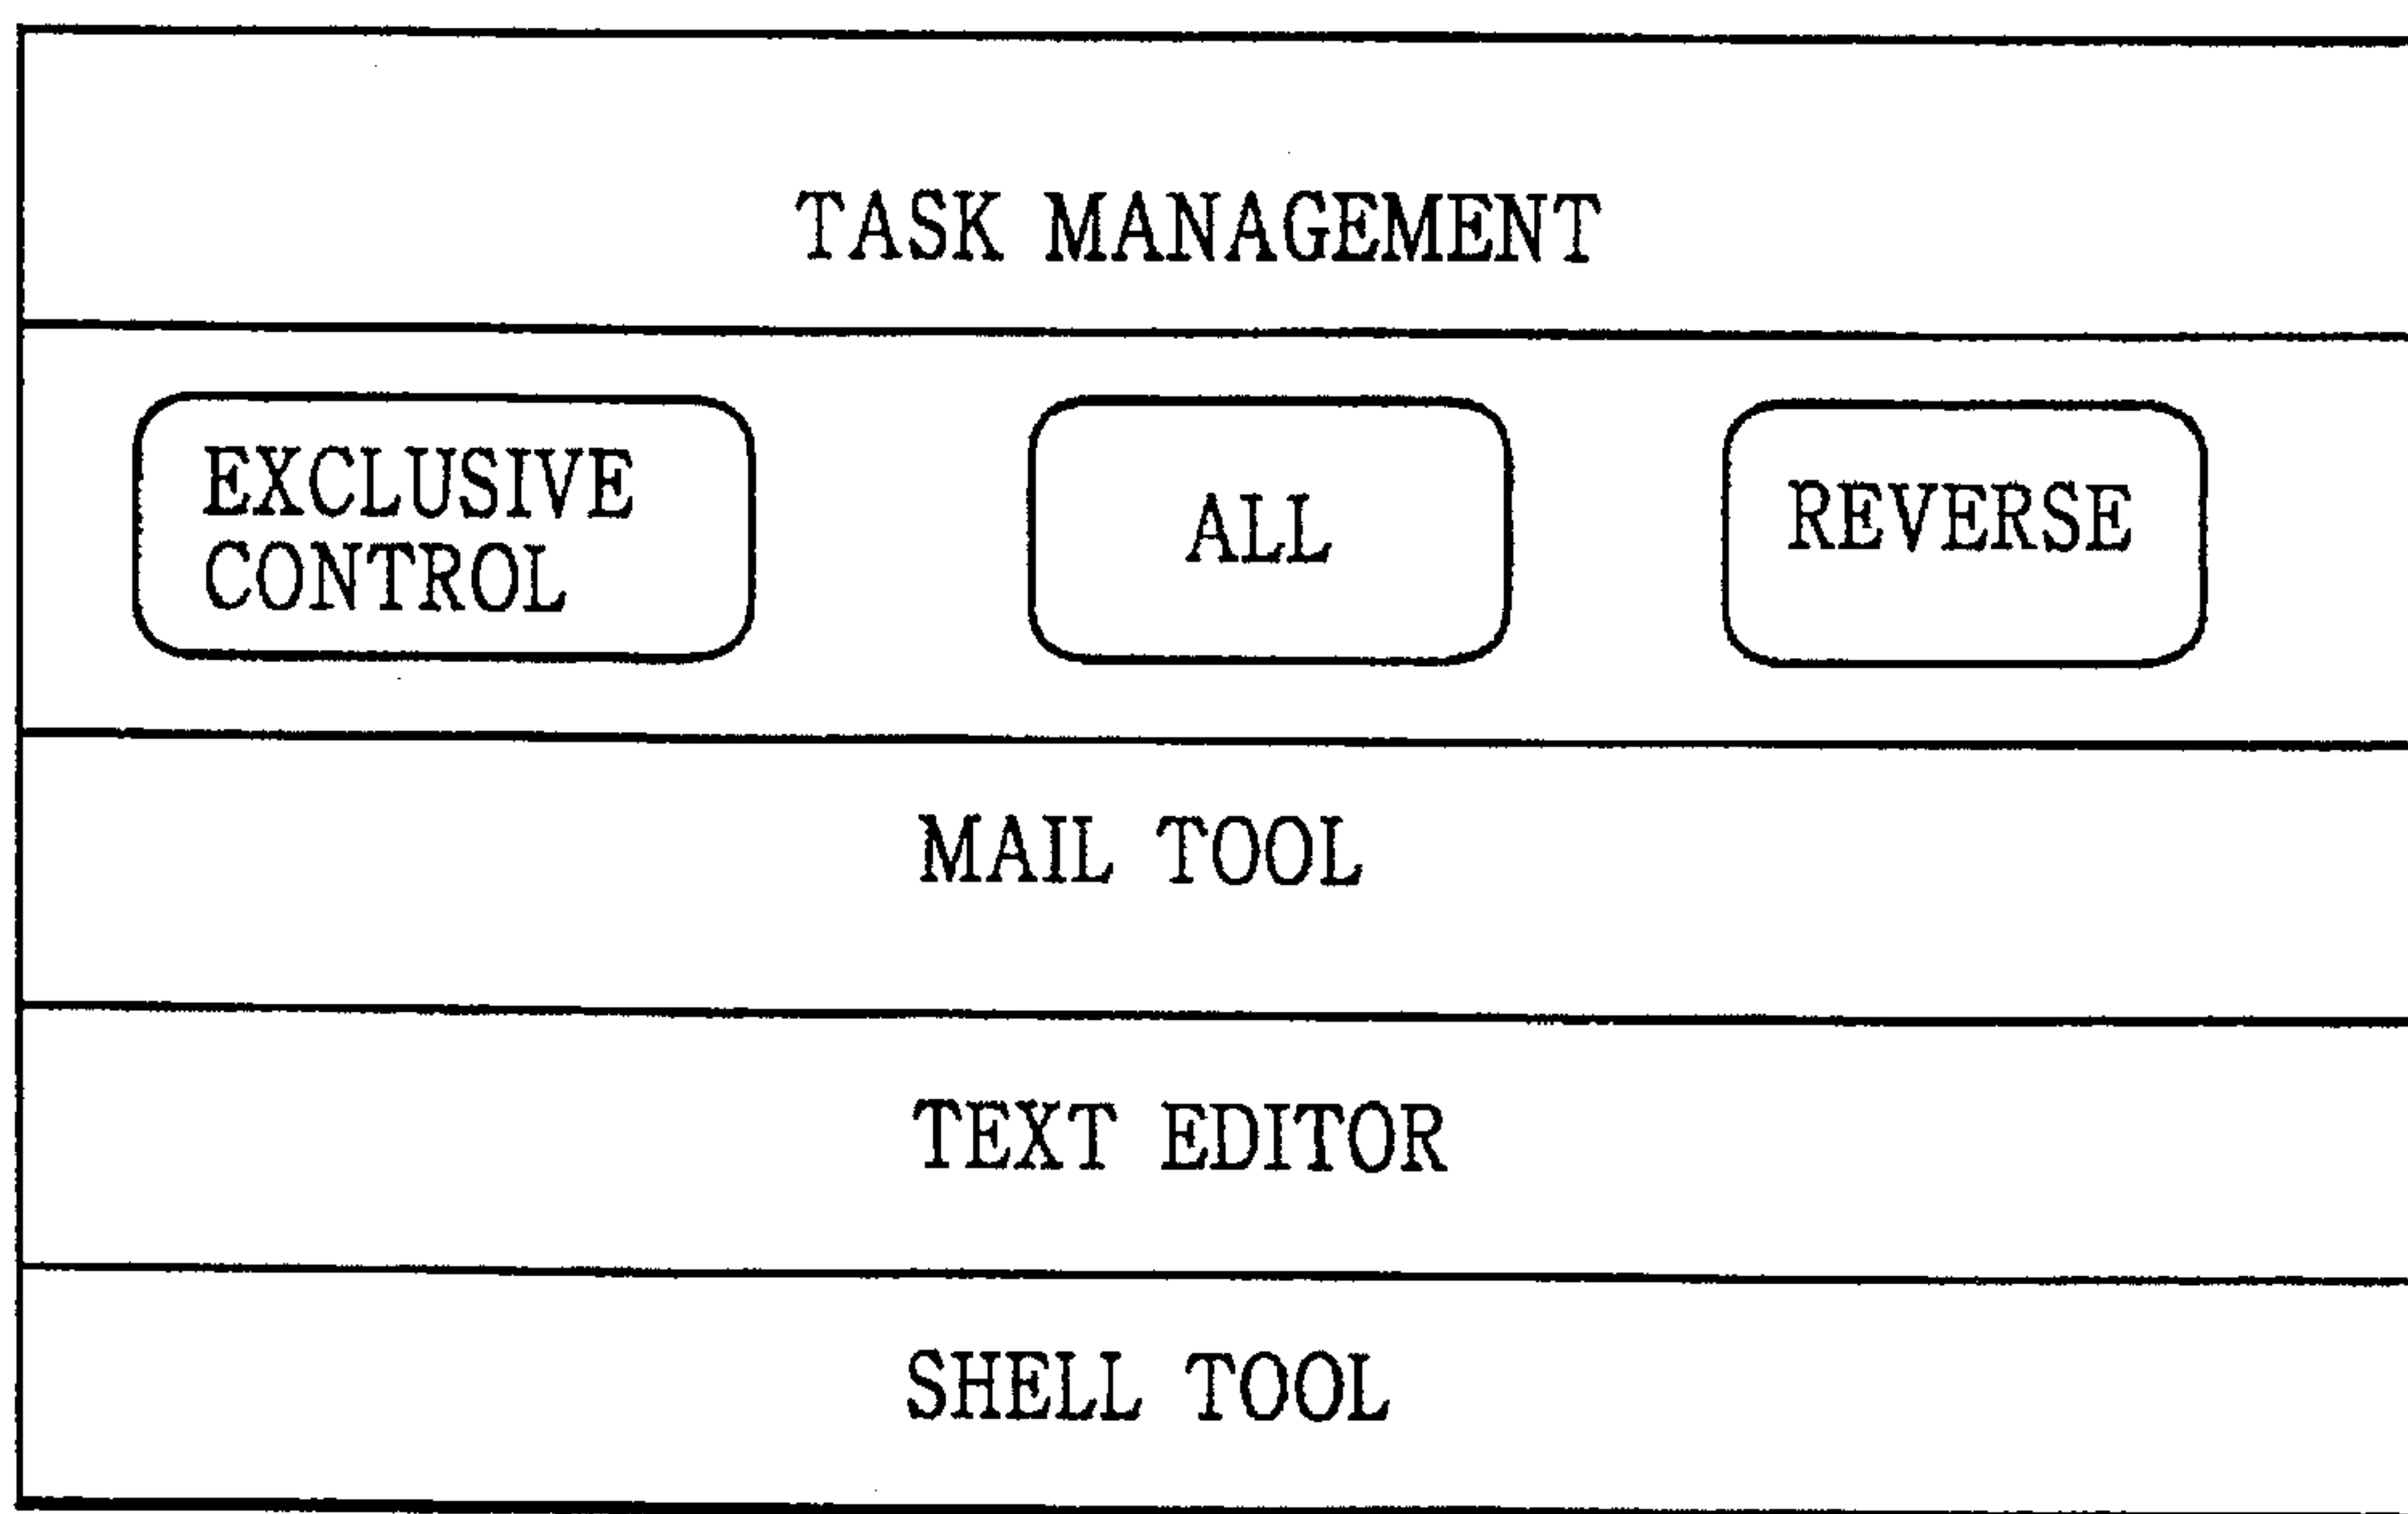 TASK MANAGEMENT
EXCLUSIVE
CONTROL
ALL
REVERSE
MAIL TOOL
TEXT EDITOR
SHELL TOOL